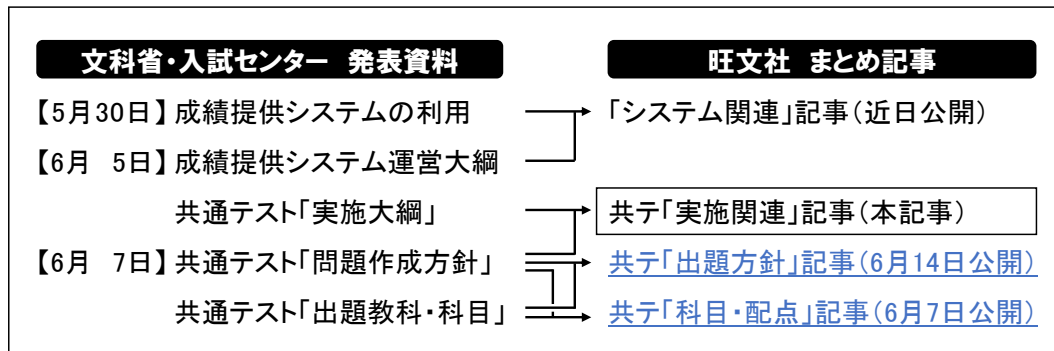 文科省・入試センター 発表資料
旺文社 まとめ記事
【5月30日】成績提供システムの利用
「システム関連」記事(近日公開)
【6月 5日】成績提供システム運営大綱
共通テスト「実施大綱」
共テ「実施関連」記事(本記事)
【6月 7日】共通テスト「問題作成方針」
共テ「出題方針」記事(6月14日公開)
共通テスト「出題教科・科目」
共テ「科目・配点」記事(6月7日公開)